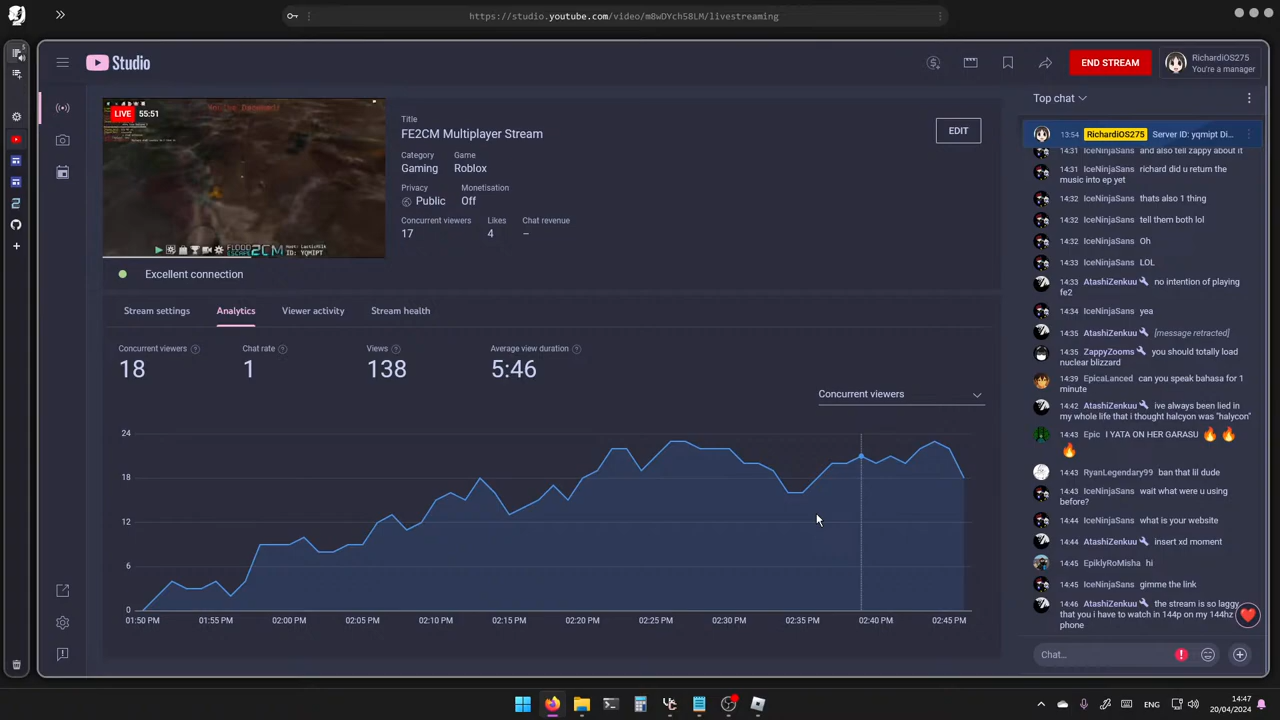 https://studio.youtube.com/video/m8wDYch58LM/livestreaming
Studio
END STREAM
RichardiOS275
You're a manager
LIVE 55:51
Host: LacticMilk
ID: YQMIPT
Title
FE2CM Multiplayer Stream
EDIT
Category
Game
Gaming
Roblox
Privacy
Monetisation
Public
Off
Concurrent viewers
Likes
Chat revenue
17
4
–
Excellent connection
Stream settings
Analytics
Viewer activity
Stream health
Concurrent viewers
Chat rate
Views
Average view duration
18
1
138
5:46
Concurrent viewers
24
18
12
6
0
01:50 PM
01:55 PM
02:00 PM
02:05 PM
02:10 PM
02:15 PM
02:20 PM
02:25 PM
02:30 PM
02:35 PM
02:40 PM
02:45 PM
Top chat
13:54 RichardiOS275 Server ID: yqmipt Di…
14:31 IceNinjaSans and also tell zappy about it
14:31 IceNinjaSans richard did u return the
music into ep yet
14:32 IceNinjaSans thats also 1 thing
14:32 IceNinjaSans tell them both lol
14:32 IceNinjaSans Oh
14:33 IceNinjaSans LOL
14:33 AtashiZenkuu no intention of playing
fe2
14:34 IceNinjaSans yea
14:35 AtashiZenkuu [message retracted]
14:35 ZappyZooms you should totally load
nuclear blizzard
14:39 EpicaLanced can you speak bahasa for 1
minute
14:42 AtashiZenkuu ive always been lied in
my whole life that i thought halcyon was "halycon"
14:43 Epic I YATA ON HER GARASU 🔥 🔥
🔥
14:43 RyanLegendary99 ban that lil dude
14:43 IceNinjaSans wait what were u using
before?
14:44 IceNinjaSans what is your website
14:44 AtashiZenkuu insert xd moment
14:45 EpiklyRoMisha hi
14:45 IceNinjaSans gimme the link
14:46 AtashiZenkuu the stream is so laggy
that you i have to watch in 144p on my 144hz
phone
Chat...
ENG
14:47
20/04/2024